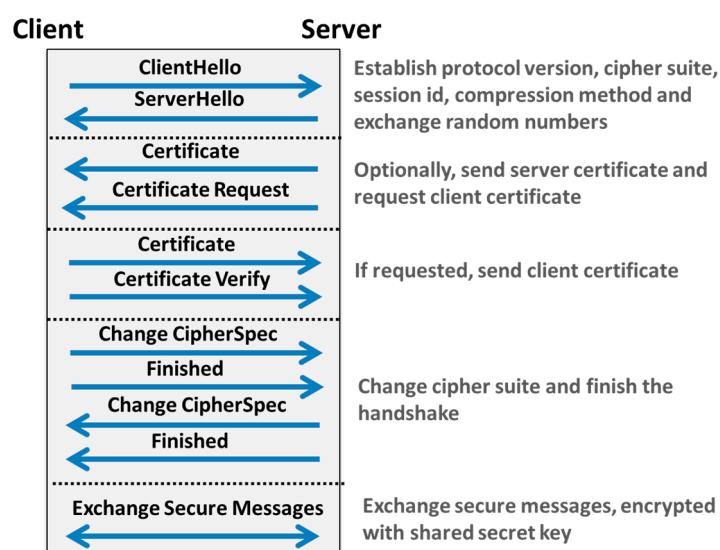 Client
Server
ClientHello
ServerHello
Establish protocol version, cipher suite,
session id, compression method and
exchange random numbers
Certificate
Certificate Request
Optionally, send server certificate and
request client certificate
Certificate
Certificate Verify
If requested, send client certificate
Change CipherSpec
Finished
Change CipherSpec
Finished
Change cipher suite and finish the
handshake
Exchange Secure Messages
Exchange secure messages, encrypted
with shared secret key